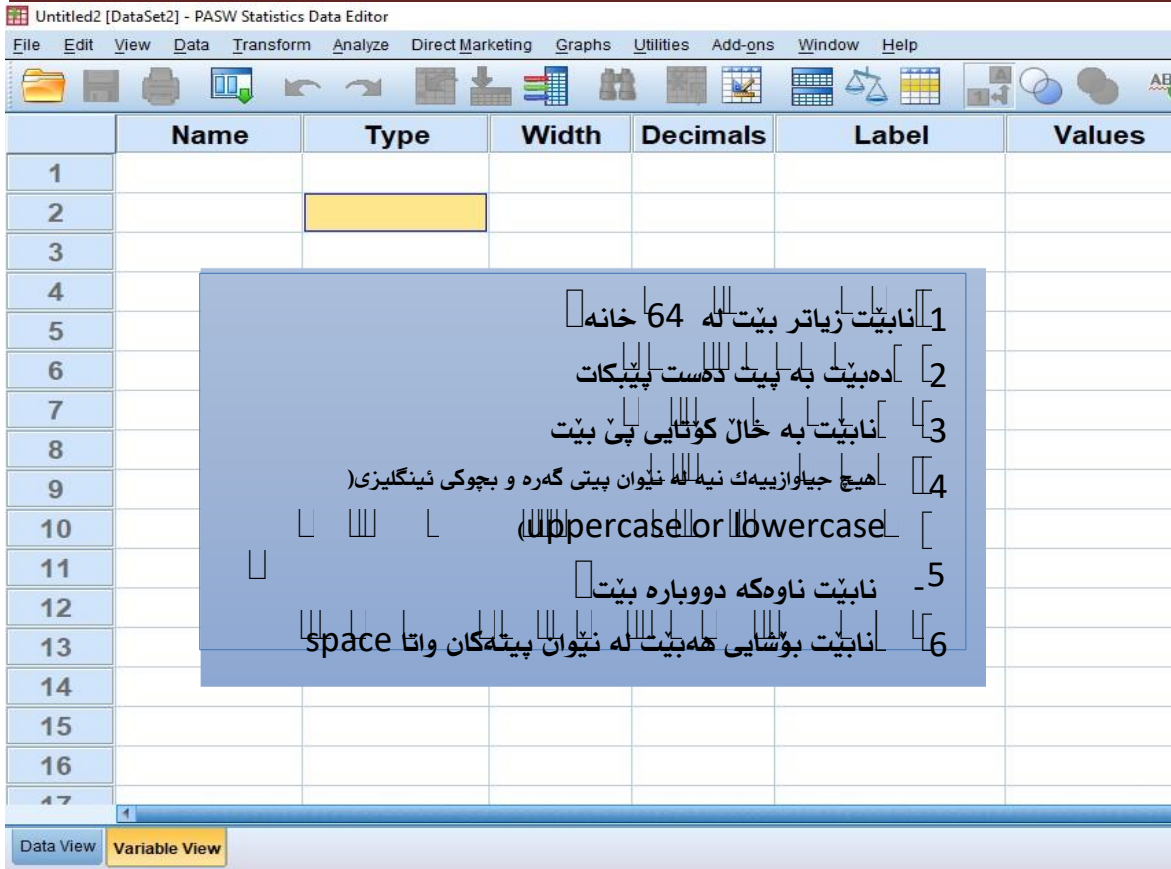 Untitled2 [DataSet2] - PASW Statistics Data Editor
File Edit View Data Transform Analyze Direct Marketing Graphs Utilities Add-ons Window Help
Name Type Width Decimals Label Values
1
2
3
4
5
6
7
8
9
10
11
12
13
14
15
16
17
1 نابێت زیاتر بێت لە 64 خانە
2 دەبێت بە پیت دەست پێبکات
3 نابێت بە خاڵ کۆتایی پێ بێت
4 هیچ جیاوازییەك نیە لە نێوان پیتی گەرە و بچوکی ئینگلیزی(
uppercase or lowercase)
5- نابێت ناوەکە دووبارە بێت
6 نابێت بۆشایی هەبێت لە نێوان پیتەکان واتا space
Data View Variable View